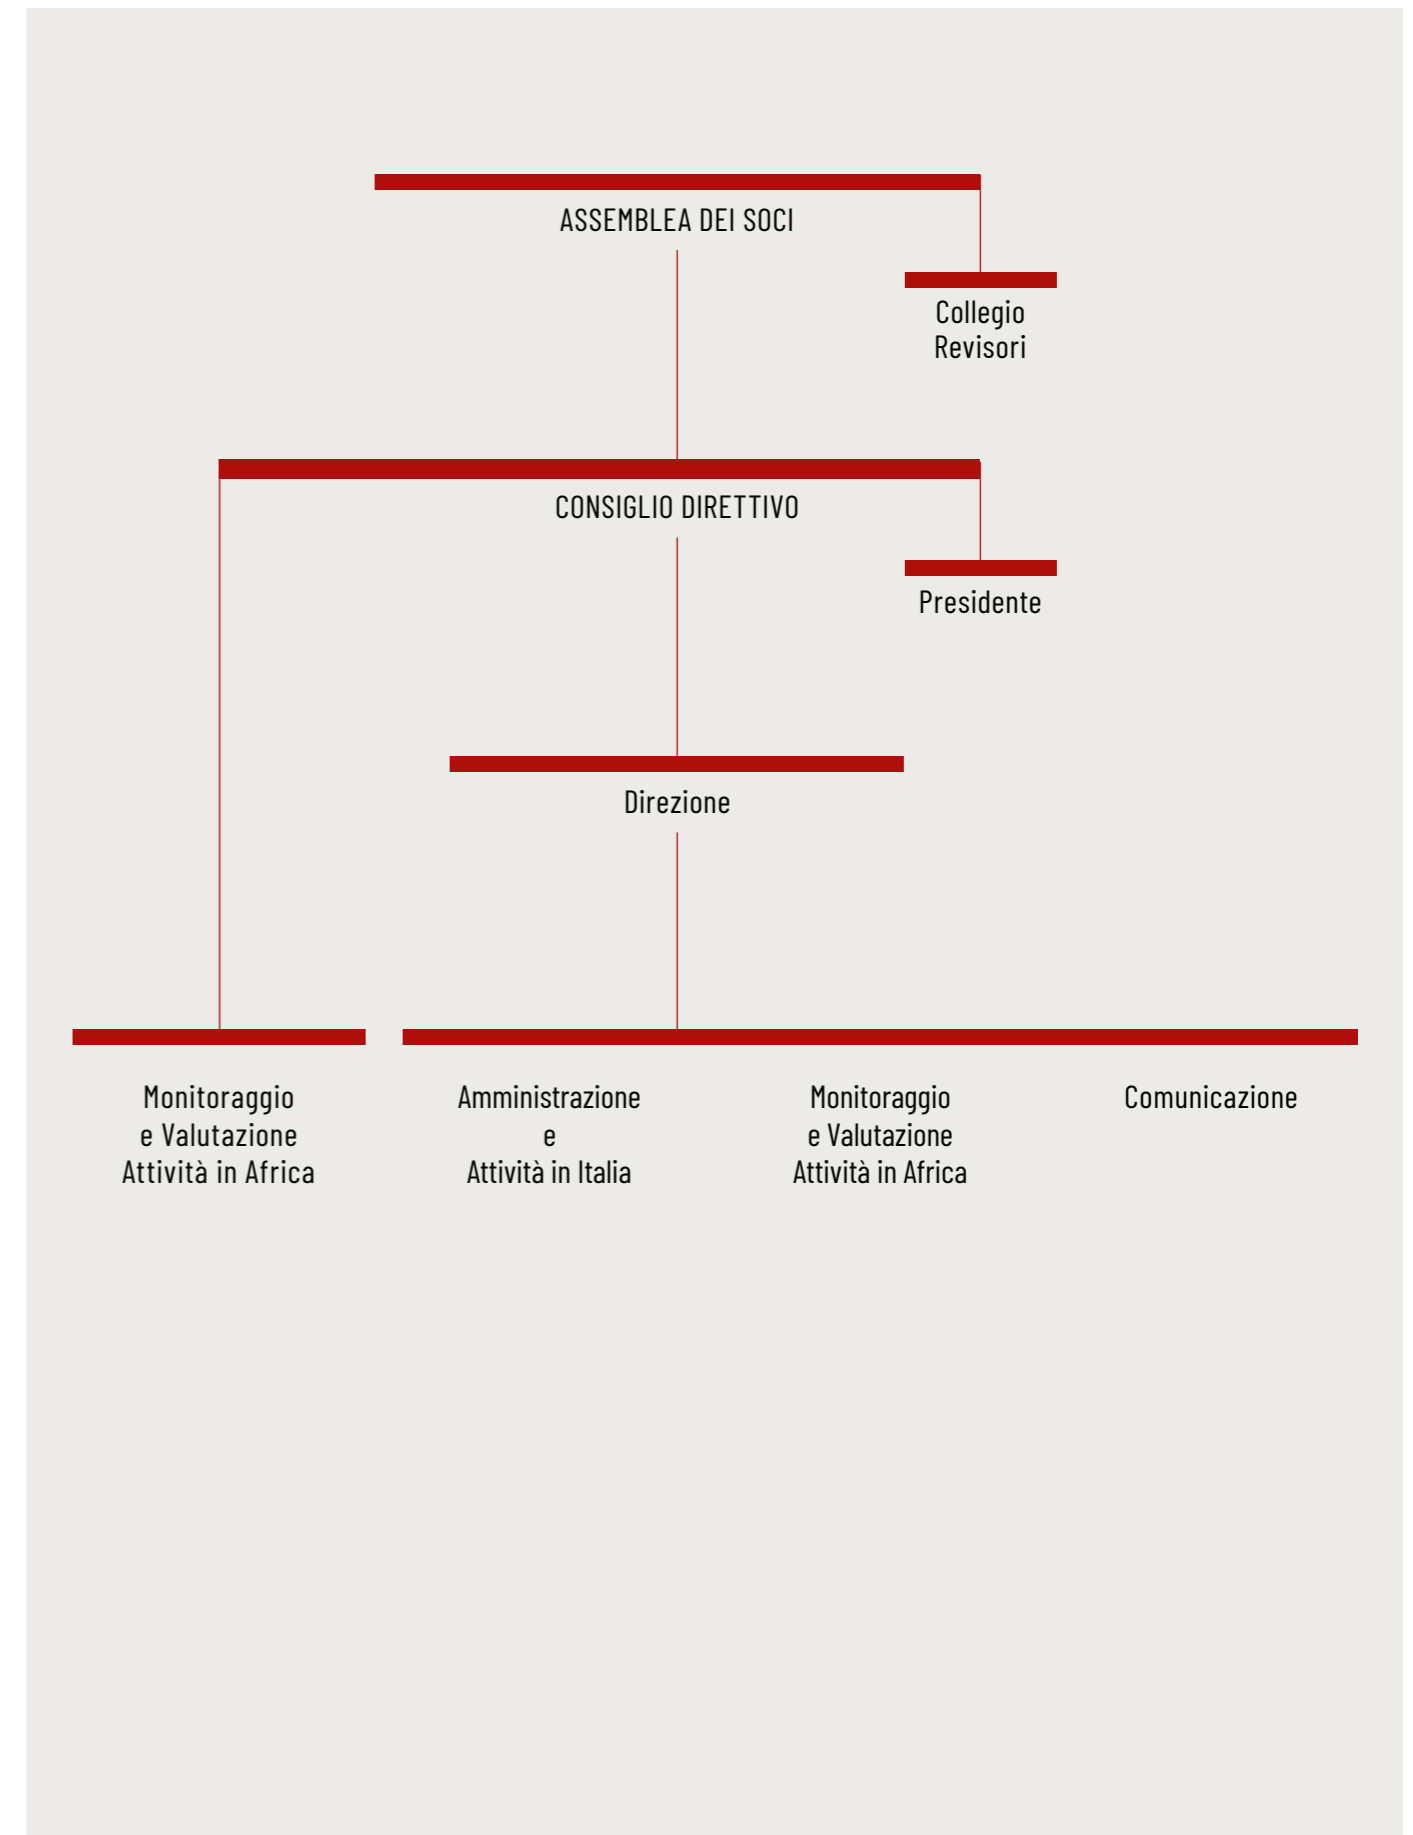 ASSEMBLEA DEI SOCI
Collegio
Revisori
CONSIGLIO DIRETTIVO
Presidente
Direzione
Monitoraggio
e Valutazione
Attività in Africa
Amministrazione
e
Attività in Italia
Monitoraggio
e Valutazione
Attività in Africa
Comunicazione